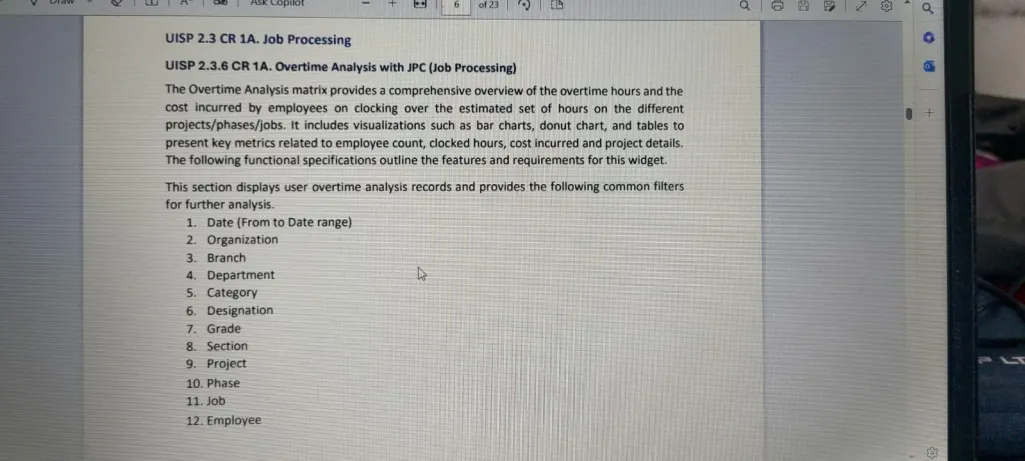 Draw
Ask Copilot
6 of 23
UISP 2.3 CR 1A. Job Processing
UISP 2.3.6 CR 1A. Overtime Analysis with JPC (Job Processing)
The Overtime Analysis matrix provides a comprehensive overview of the overtime hours and the
cost incurred by employees on clocking over the estimated set of hours on the different
projects/phases/jobs. It includes visualizations such as bar charts, donut chart, and tables to
present key metrics related to employee count, clocked hours, cost incurred and project details.
The following functional specifications outline the features and requirements for this widget.
This section displays user overtime analysis records and provides the following common filters
for further analysis.
1. Date (From to Date range)
2. Organization
3. Branch
4. Department
5. Category
6. Designation
7. Grade
8. Section
9. Project
10. Phase
11. Job
12. Employee